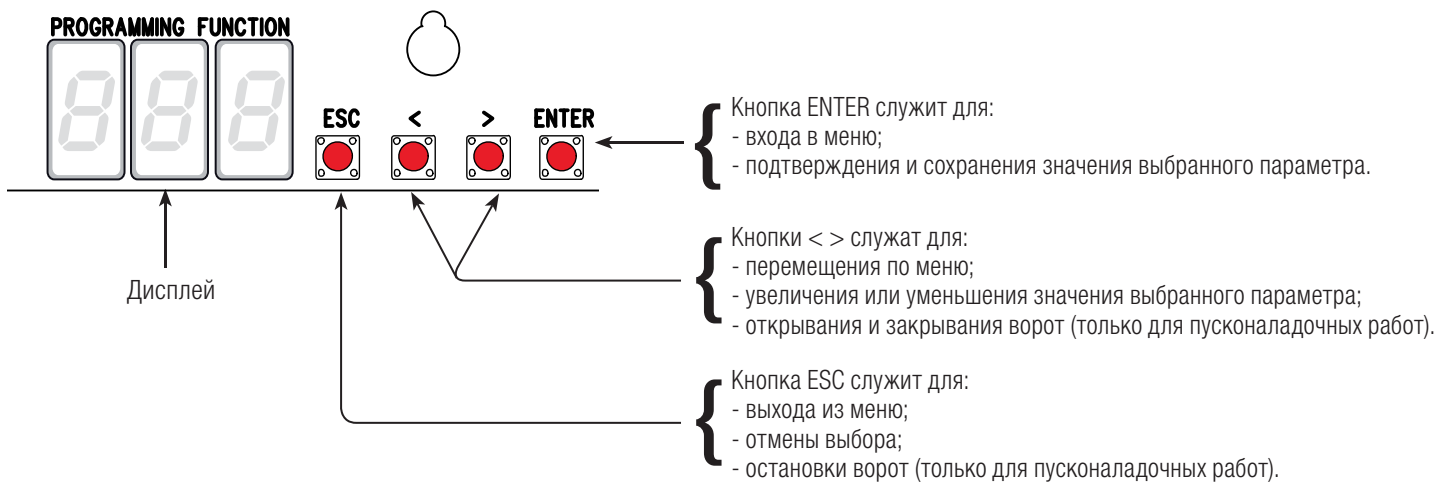 PROGRAMMING FUNCTION
ESC < > ENTER
Дисплей
Кнопка ENTER служит для:
- входа в меню;
- подтверждения и сохранения значения выбранного параметра.
Кнопки < > служат для:
- перемещения по меню;
- увеличения или уменьшения значения выбранного параметра;
- открывания и закрывания ворот (только для пусконаладочных работ).
Кнопка ESC служит для:
- выхода из меню;
- отмены выбора;
- остановки ворот (только для пусконаладочных работ).